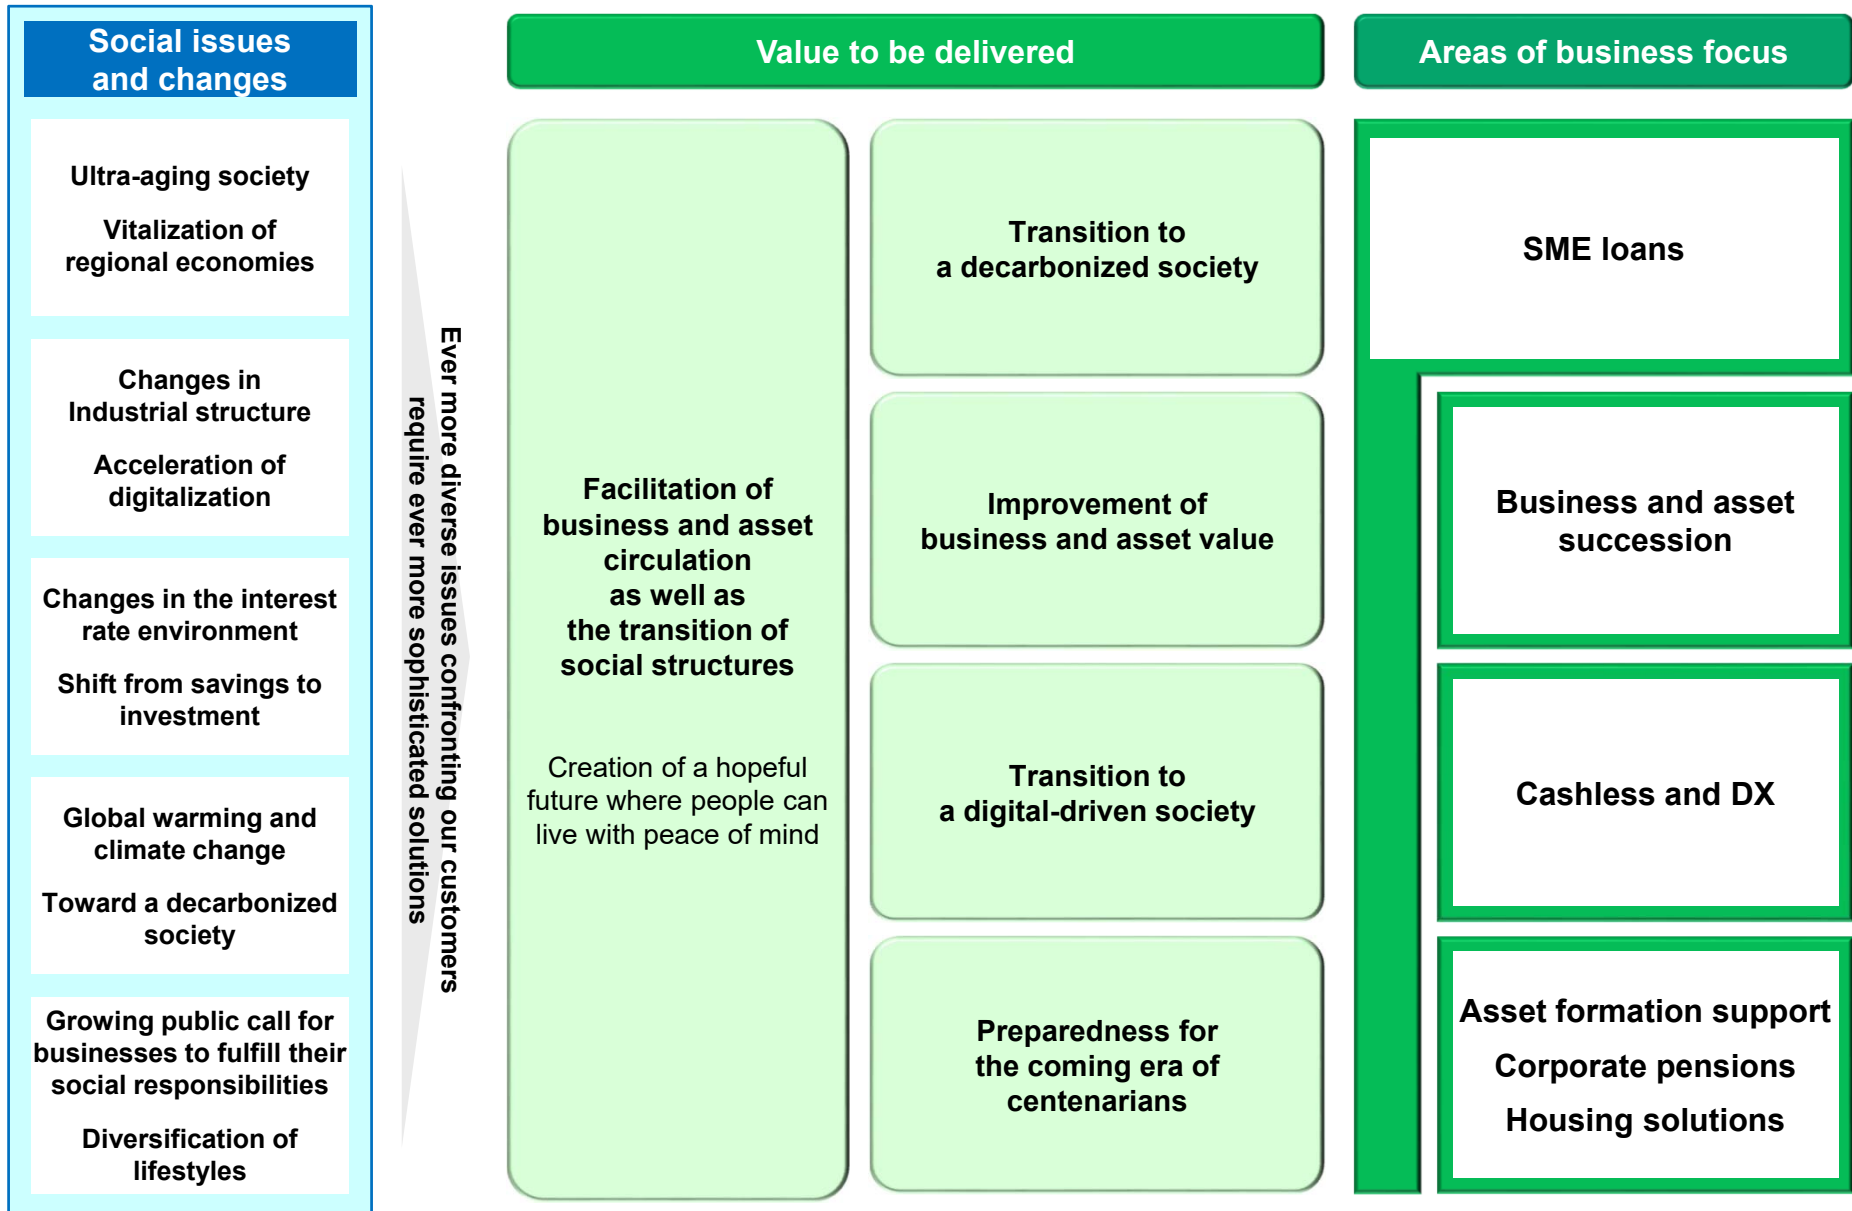 Social issues
and changes
Ultra-aging society
Vitalization of
regional economies
Changes in
Industrial structure
Acceleration of
digitalization
Changes in the interest
rate environment
Shift from savings to
investment
Global warming and
climate change
Toward a decarbonized
society
Growing public call for
businesses to fulfill their
social responsibilities
Diversification of
lifestyles
Ever more diverse issues confronting our customers
require ever more sophisticated solutions
Value to be delivered
Facilitation of
business and asset
circulation
as well as
the transition of
social structures
Creation of a hopeful
future where people can
live with peace of mind
Transition to
a decarbonized society
Improvement of
business and asset value
Transition to
a digital-driven society
Preparedness for
the coming era of
centenarians
Areas of business focus
SME loans
Business and asset
succession
Cashless and DX
Asset formation support
Corporate pensions
Housing solutions